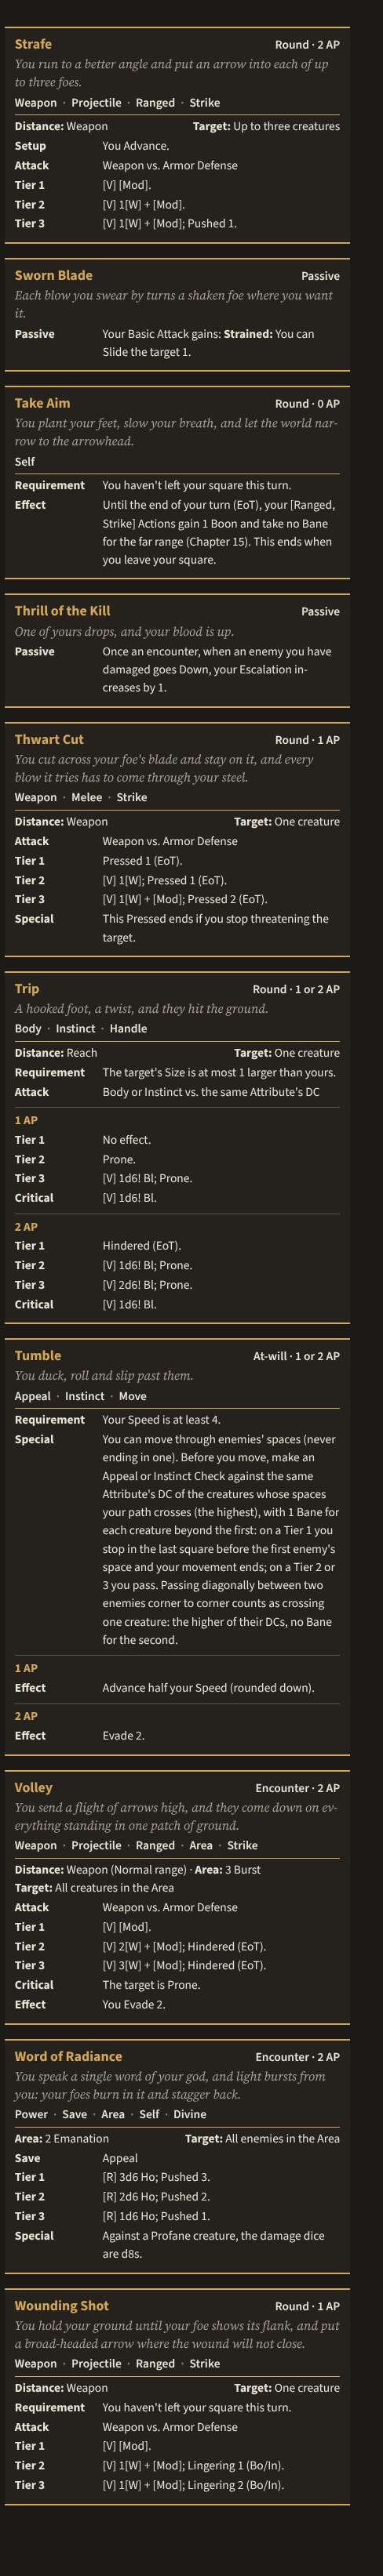 Strafe Round · 2 AP
You run to a better angle and put an arrow into each of up
to three foes.
Weapon · Projectile · Ranged · Strike
Distance: Weapon Target: Up to three creatures
Setup You Advance.
Attack Weapon vs. Armor Defense
Tier 1 [V] [Mod].
Tier 2 [V] 1[W] + [Mod].
Tier 3 [V] 1[W] + [Mod]; Pushed 1.
Sworn Blade Passive
Each blow you swear by turns a shaken foe where you want
it.
Passive Your Basic Attack gains: Strained: You can
Slide the target 1.
Take Aim Round · 0 AP
You plant your feet, slow your breath, and let the world nar-
row to the arrowhead.
Self
Requirement You haven't left your square this turn.
Effect Until the end of your turn (EoT), your [Ranged,
Strike] Actions gain 1 Boon and take no Bane
for the far range (Chapter 15). This ends when
you leave your square.
Thrill of the Kill Passive
One of yours drops, and your blood is up.
Passive Once an encounter, when an enemy you have
damaged goes Down, your Escalation in-
creases by 1.
Thwart Cut Round · 1 AP
You cut across your foe's blade and stay on it, and every
blow it tries has to come through your steel.
Weapon · Melee · Strike
Distance: Weapon Target: One creature
Attack Weapon vs. Armor Defense
Tier 1 Pressed 1 (EoT).
Tier 2 [V] 1[W]; Pressed 1 (EoT).
Tier 3 [V] 1[W] + [Mod]; Pressed 2 (EoT).
Special This Pressed ends if you stop threatening the
target.
Trip Round · 1 or 2 AP
A hooked foot, a twist, and they hit the ground.
Body · Instinct · Handle
Distance: Reach Target: One creature
Requirement The target's Size is at most 1 larger than yours.
Attack Body or Instinct vs. the same Attribute's DC
1 AP
Tier 1 No effect.
Tier 2 Prone.
Tier 3 [V] 1d6! Bl; Prone.
Critical [V] 1d6! Bl.
2 AP
Tier 1 Hindered (EoT).
Tier 2 [V] 1d6! Bl; Prone.
Tier 3 [V] 2d6! Bl; Prone.
Critical [V] 1d6! Bl.
Tumble At-will · 1 or 2 AP
You duck, roll and slip past them.
Appeal · Instinct · Move
Requirement Your Speed is at least 4.
Special You can move through enemies' spaces (never
ending in one). Before you move, make an
Appeal or Instinct Check against the same
Attribute's DC of the creatures whose spaces
your path crosses (the highest), with 1 Bane for
each creature beyond the first: on a Tier 1 you
stop in the last square before the first enemy's
space and your movement ends; on a Tier 2 or
3 you pass. Passing diagonally between two
enemies corner to corner counts as crossing
one creature: the higher of their DCs, no Bane
for the second.
1 AP
Effect Advance half your Speed (rounded down).
2 AP
Effect Evade 2.
Volley Encounter · 2 AP
You send a flight of arrows high, and they come down on ev-
erything standing in one patch of ground.
Weapon · Projectile · Ranged · Area · Strike
Distance: Weapon (Normal range) · Area: 3 Burst
Target: All creatures in the Area
Attack Weapon vs. Armor Defense
Tier 1 [V] [Mod].
Tier 2 [V] 2[W] + [Mod]; Hindered (EoT).
Tier 3 [V] 3[W] + [Mod]; Hindered (EoT).
Critical The target is Prone.
Effect You Evade 2.
Word of Radiance Encounter · 2 AP
You speak a single word of your god, and light bursts from
you: your foes burn in it and stagger back.
Power · Save · Area · Self · Divine
Area: 2 Emanation Target: All enemies in the Area
Save Appeal
Tier 1 [R] 3d6 Ho; Pushed 3.
Tier 2 [R] 2d6 Ho; Pushed 2.
Tier 3 [R] 1d6 Ho; Pushed 1.
Special Against a Profane creature, the damage dice
are d8s.
Wounding Shot Round · 1 AP
You hold your ground until your foe shows its flank, and put
a broad-headed arrow where the wound will not close.
Weapon · Projectile · Ranged · Strike
Distance: Weapon Target: One creature
Requirement You haven't left your square this turn.
Attack Weapon vs. Armor Defense
Tier 1 [V] [Mod].
Tier 2 [V] 1[W] + [Mod]; Lingering 1 (Bo/In).
Tier 3 [V] 1[W] + [Mod]; Lingering 2 (Bo/In).